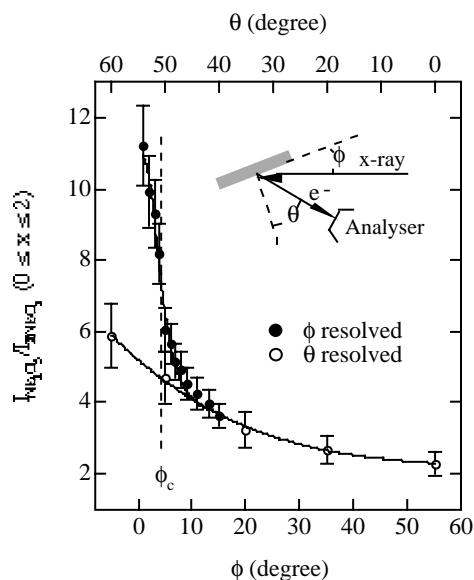 θ (degree)
60 50 40 30 20 10 0
12
10
8
6
4
2
ϕ x-ray
e⁻
θ
Analyser
ϕ resolved
θ resolved
ϕc
0 10 20 30 40 50 60
ϕ (degree)
(0 ≤ x ≤ 2)